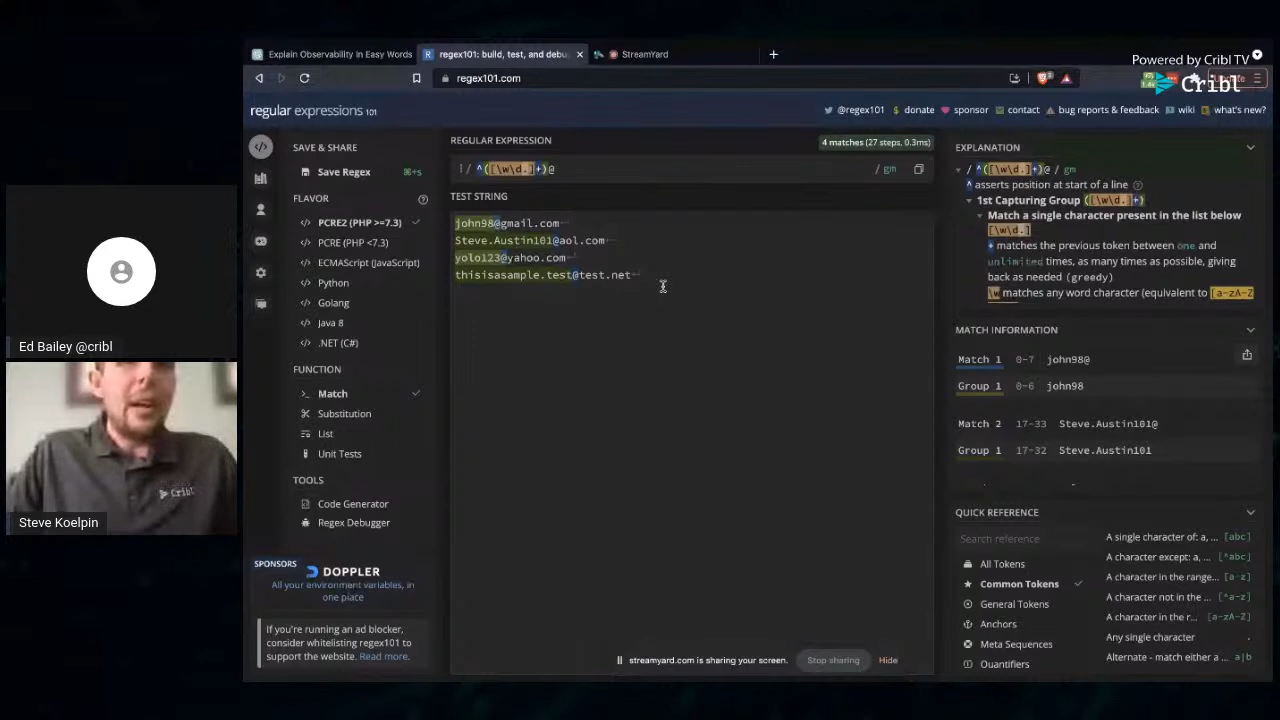 Explain Observability In Easy Words
regex101: build, test, and debu
StreamYard
Powered by Cribl TV
regex101.com
Cribl
regular expressions 101
@regex101
donate
sponsor
contact
bug reports & feedback
wiki
what's new?
SAVE & SHARE
Save Regex
⌘+s
FLAVOR
PCRE2 (PHP >=7.3)
PCRE (PHP <7.3)
ECMAScript (JavaScript)
Python
Golang
Java 8
.NET (C#)
FUNCTION
Match
Substitution
List
Unit Tests
TOOLS
Code Generator
Regex Debugger
SPONSORS
DOPPLER
All your environment variables, in
one place
If you're running an ad blocker,
consider whitelisting regex101 to
support the website. Read more.
REGULAR EXPRESSION
4 matches (27 steps, 0.3ms)
/ ^([\w\d.]+)@
/ gm
TEST STRING
john98@gmail.com
Steve.Austin101@aol.com
yolo123@yahoo.com
thisisasample.test@test.net
streamyard.com is sharing your screen.
Stop sharing
Hide
EXPLANATION
/ ^([\w\d.]+)@ / gm
^ asserts position at start of a line
1st Capturing Group ([\w\d.]+)
Match a single character present in the list below
[\w\d.]
+ matches the previous token between one and
unlimited times, as many times as possible, giving
back as needed (greedy)
\w matches any word character (equivalent to [a-zA-Z
MATCH INFORMATION
Match 1 0-7 john98@
Group 1 0-6 john98
Match 2 17-33 Steve.Austin101@
Group 1 17-32 Steve.Austin101
QUICK REFERENCE
Search reference
All Tokens
Common Tokens
General Tokens
Anchors
Meta Sequences
Quantifiers
A single character of: a, ... [abc]
A character except: a, ... [^abc]
A character in the range... [a-z]
A character not in the ... [^a-z]
A character in the r... [a-zA-Z]
Any single character .
Alternate - match either a ... a|b
Ed Bailey @cribl
Cribl
Steve Koelpin